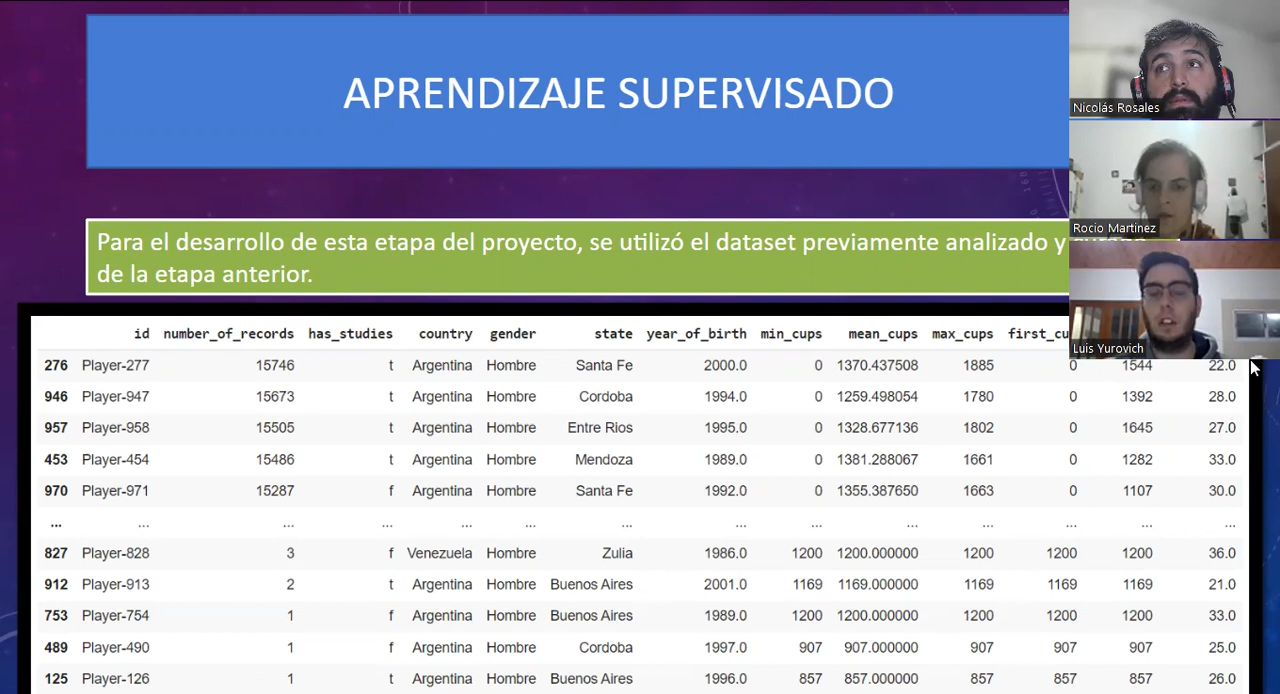 APRENDIZAJE SUPERVISADO
Nicolás Rosales
Rocio Martinez
Para el desarrollo de esta etapa del proyecto, se utilizó el dataset previamente analizado y
de la etapa anterior.
Luis Yurovich
id number_of_records has_studies country gender state year_of_birth min_cups mean_cups max_cups
276 Player-277 15746 t Argentina Hombre Santa Fe 2000.0 0 1370.437508 1885 0 1544 22.0
946 Player-947 15673 t Argentina Hombre Cordoba 1994.0 0 1259.498054 1780 0 1392 28.0
957 Player-958 15505 t Argentina Hombre Entre Rios 1995.0 0 1328.677136 1802 0 1645 27.0
453 Player-454 15486 t Argentina Hombre Mendoza 1989.0 0 1381.288067 1661 0 1282 33.0
970 Player-971 15287 f Argentina Hombre Santa Fe 1992.0 0 1355.387650 1663 0 1107 30.0
... ... ... ... ... ... ... ... ... ... ... ... ... ...
827 Player-828 3 f Venezuela Hombre Zulia 1986.0 1200 1200.000000 1200 1200 1200 36.0
912 Player-913 2 t Argentina Hombre Buenos Aires 2001.0 1169 1169.000000 1169 1169 1169 21.0
753 Player-754 1 f Argentina Hombre Buenos Aires 1989.0 1200 1200.000000 1200 1200 1200 33.0
489 Player-490 1 f Argentina Hombre Cordoba 1997.0 907 907.000000 907 907 907 25.0
125 Player-126 1 t Argentina Hombre Buenos Aires 1996.0 857 857.000000 857 857 857 26.0